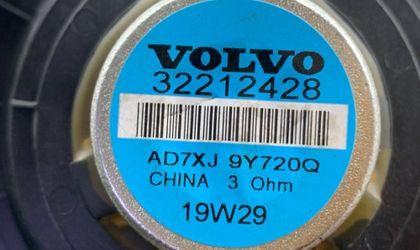 VOLVO
32212428
AD7XJ 9Y720Q
CHINA 3 Ohm
19W29